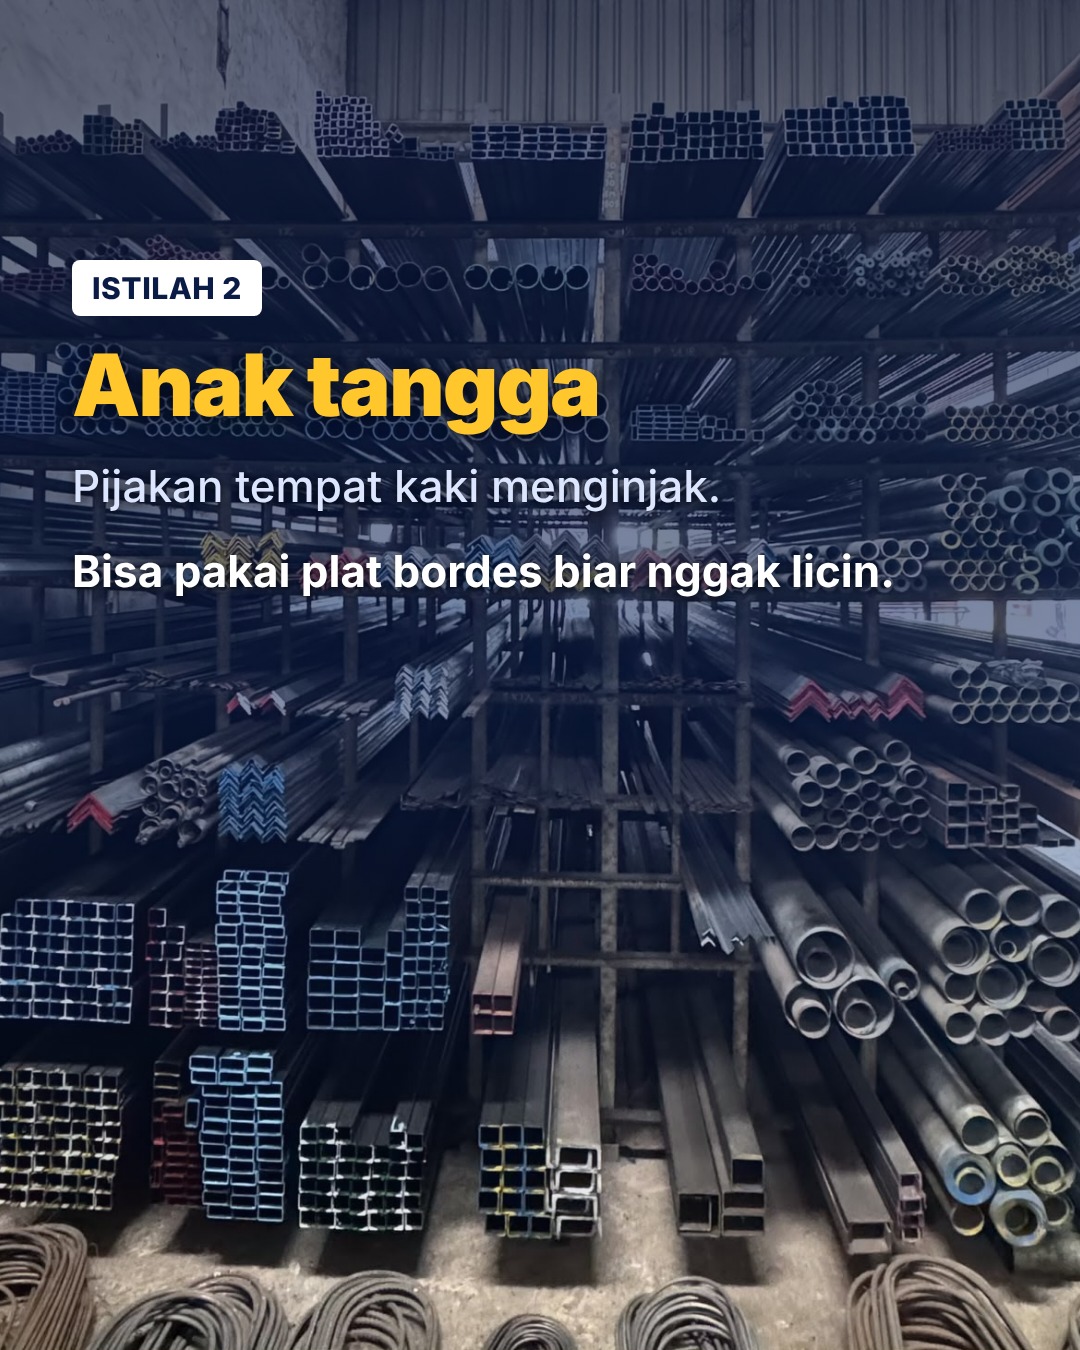 ISTILAH 2
Anak tangga
Pijakan tempat kaki menginjak.
Bisa pakai plat bordes biar nggak licin.